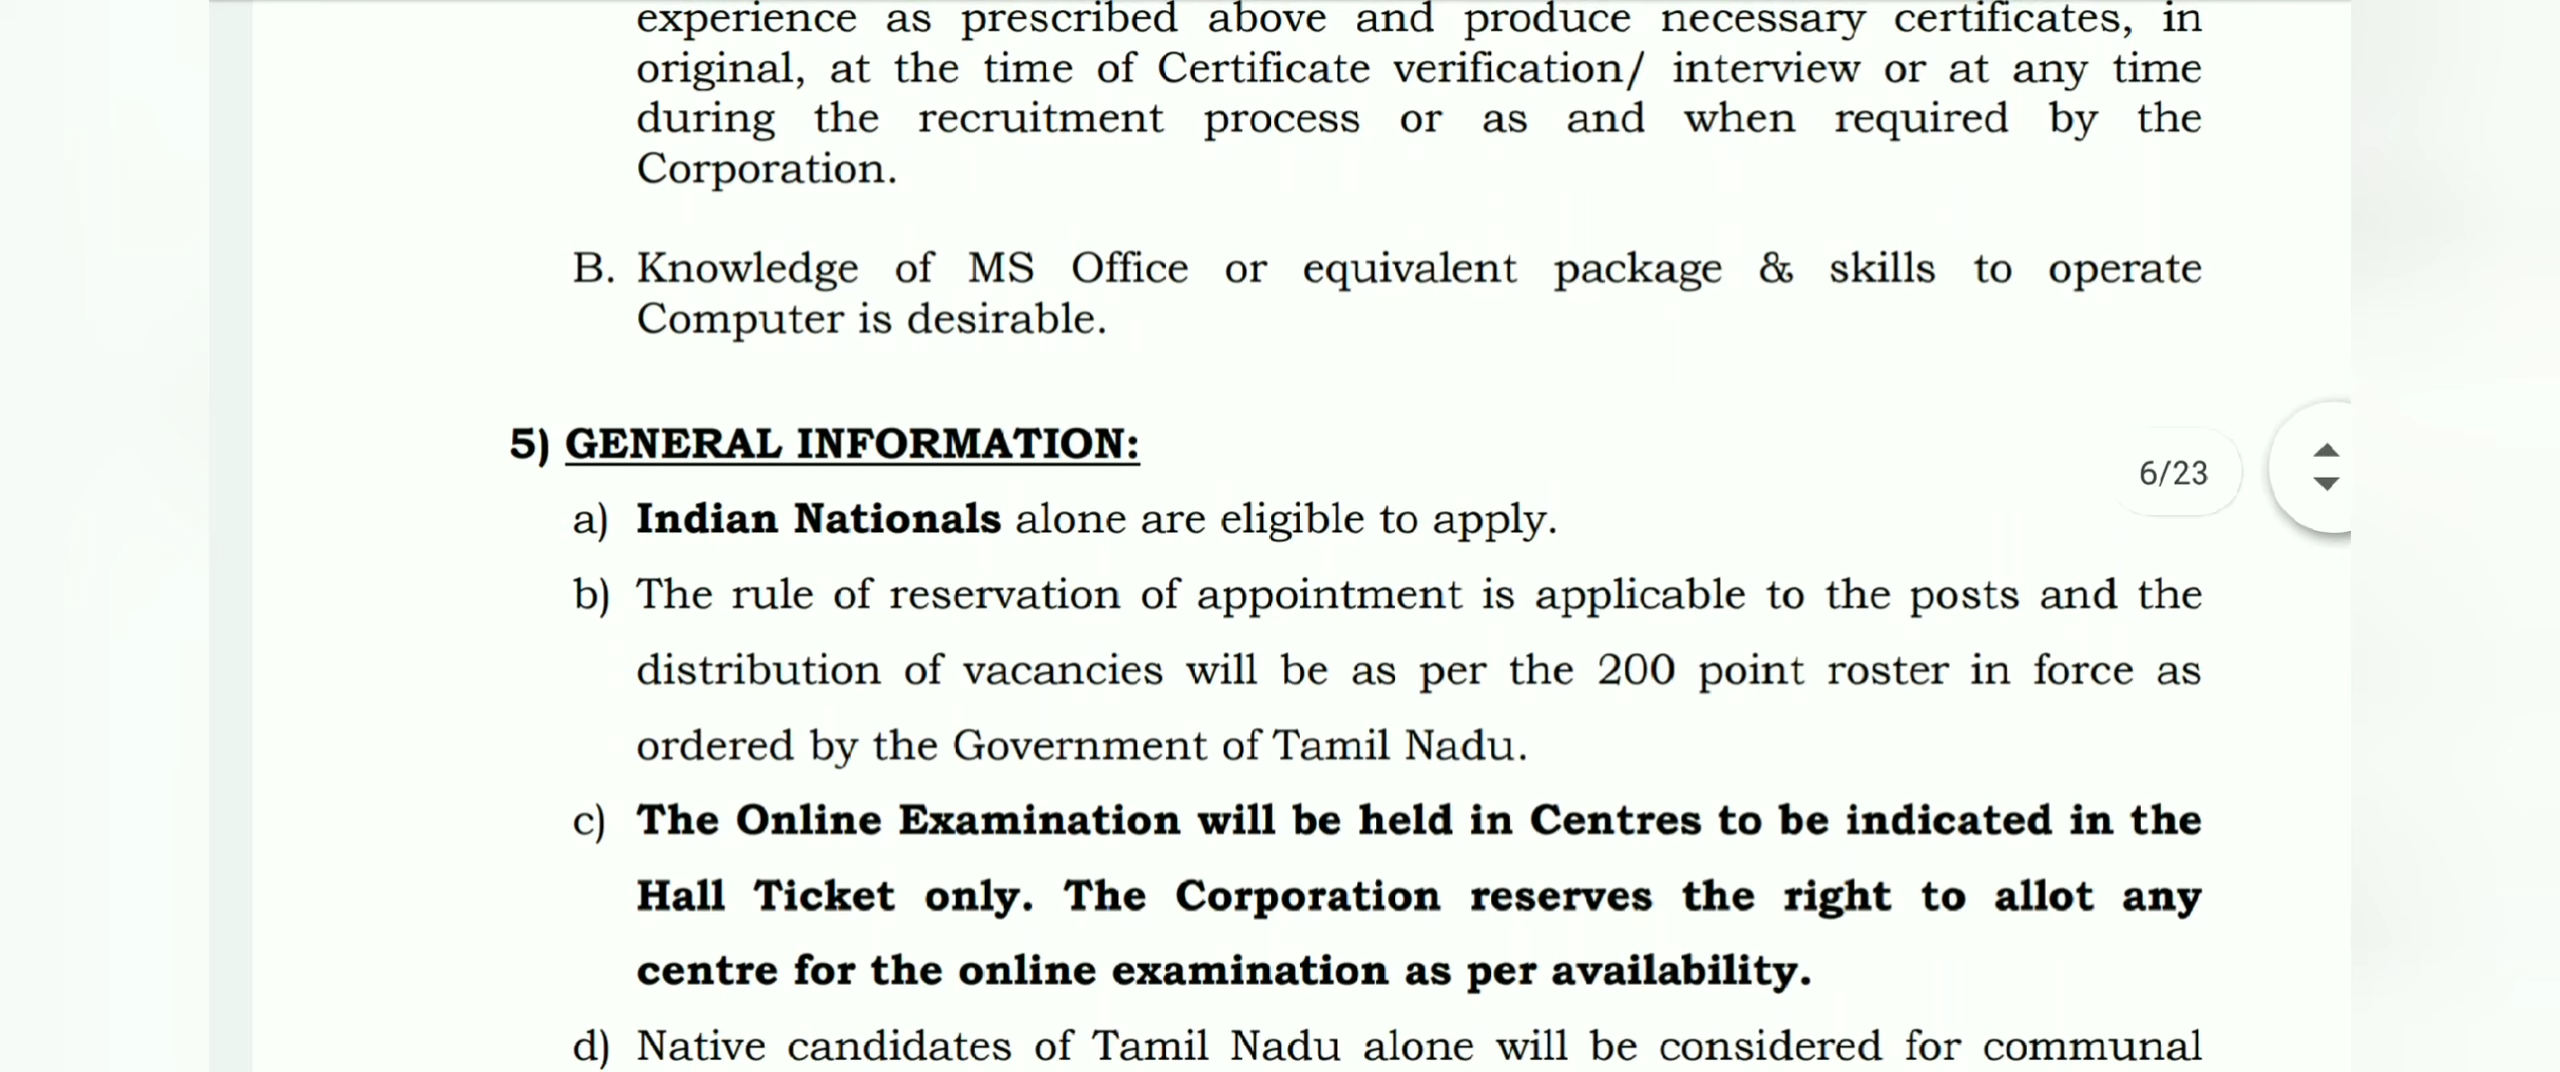 experience as prescribed above and produce necessary certificates, in
original, at the time of Certificate verification/ interview or at any time
during the recruitment process or as and when required by the
Corporation.
B. Knowledge of MS Office or equivalent package & skills to operate
Computer is desirable.
5) GENERAL INFORMATION:
6/23
a) Indian Nationals alone are eligible to apply.
b) The rule of reservation of appointment is applicable to the posts and the
distribution of vacancies will be as per the 200 point roster in force as
ordered by the Government of Tamil Nadu.
c) The Online Examination will be held in Centres to be indicated in the
Hall Ticket only. The Corporation reserves the right to allot any
centre for the online examination as per availability.
d) Native candidates of Tamil Nadu alone will be considered for communal